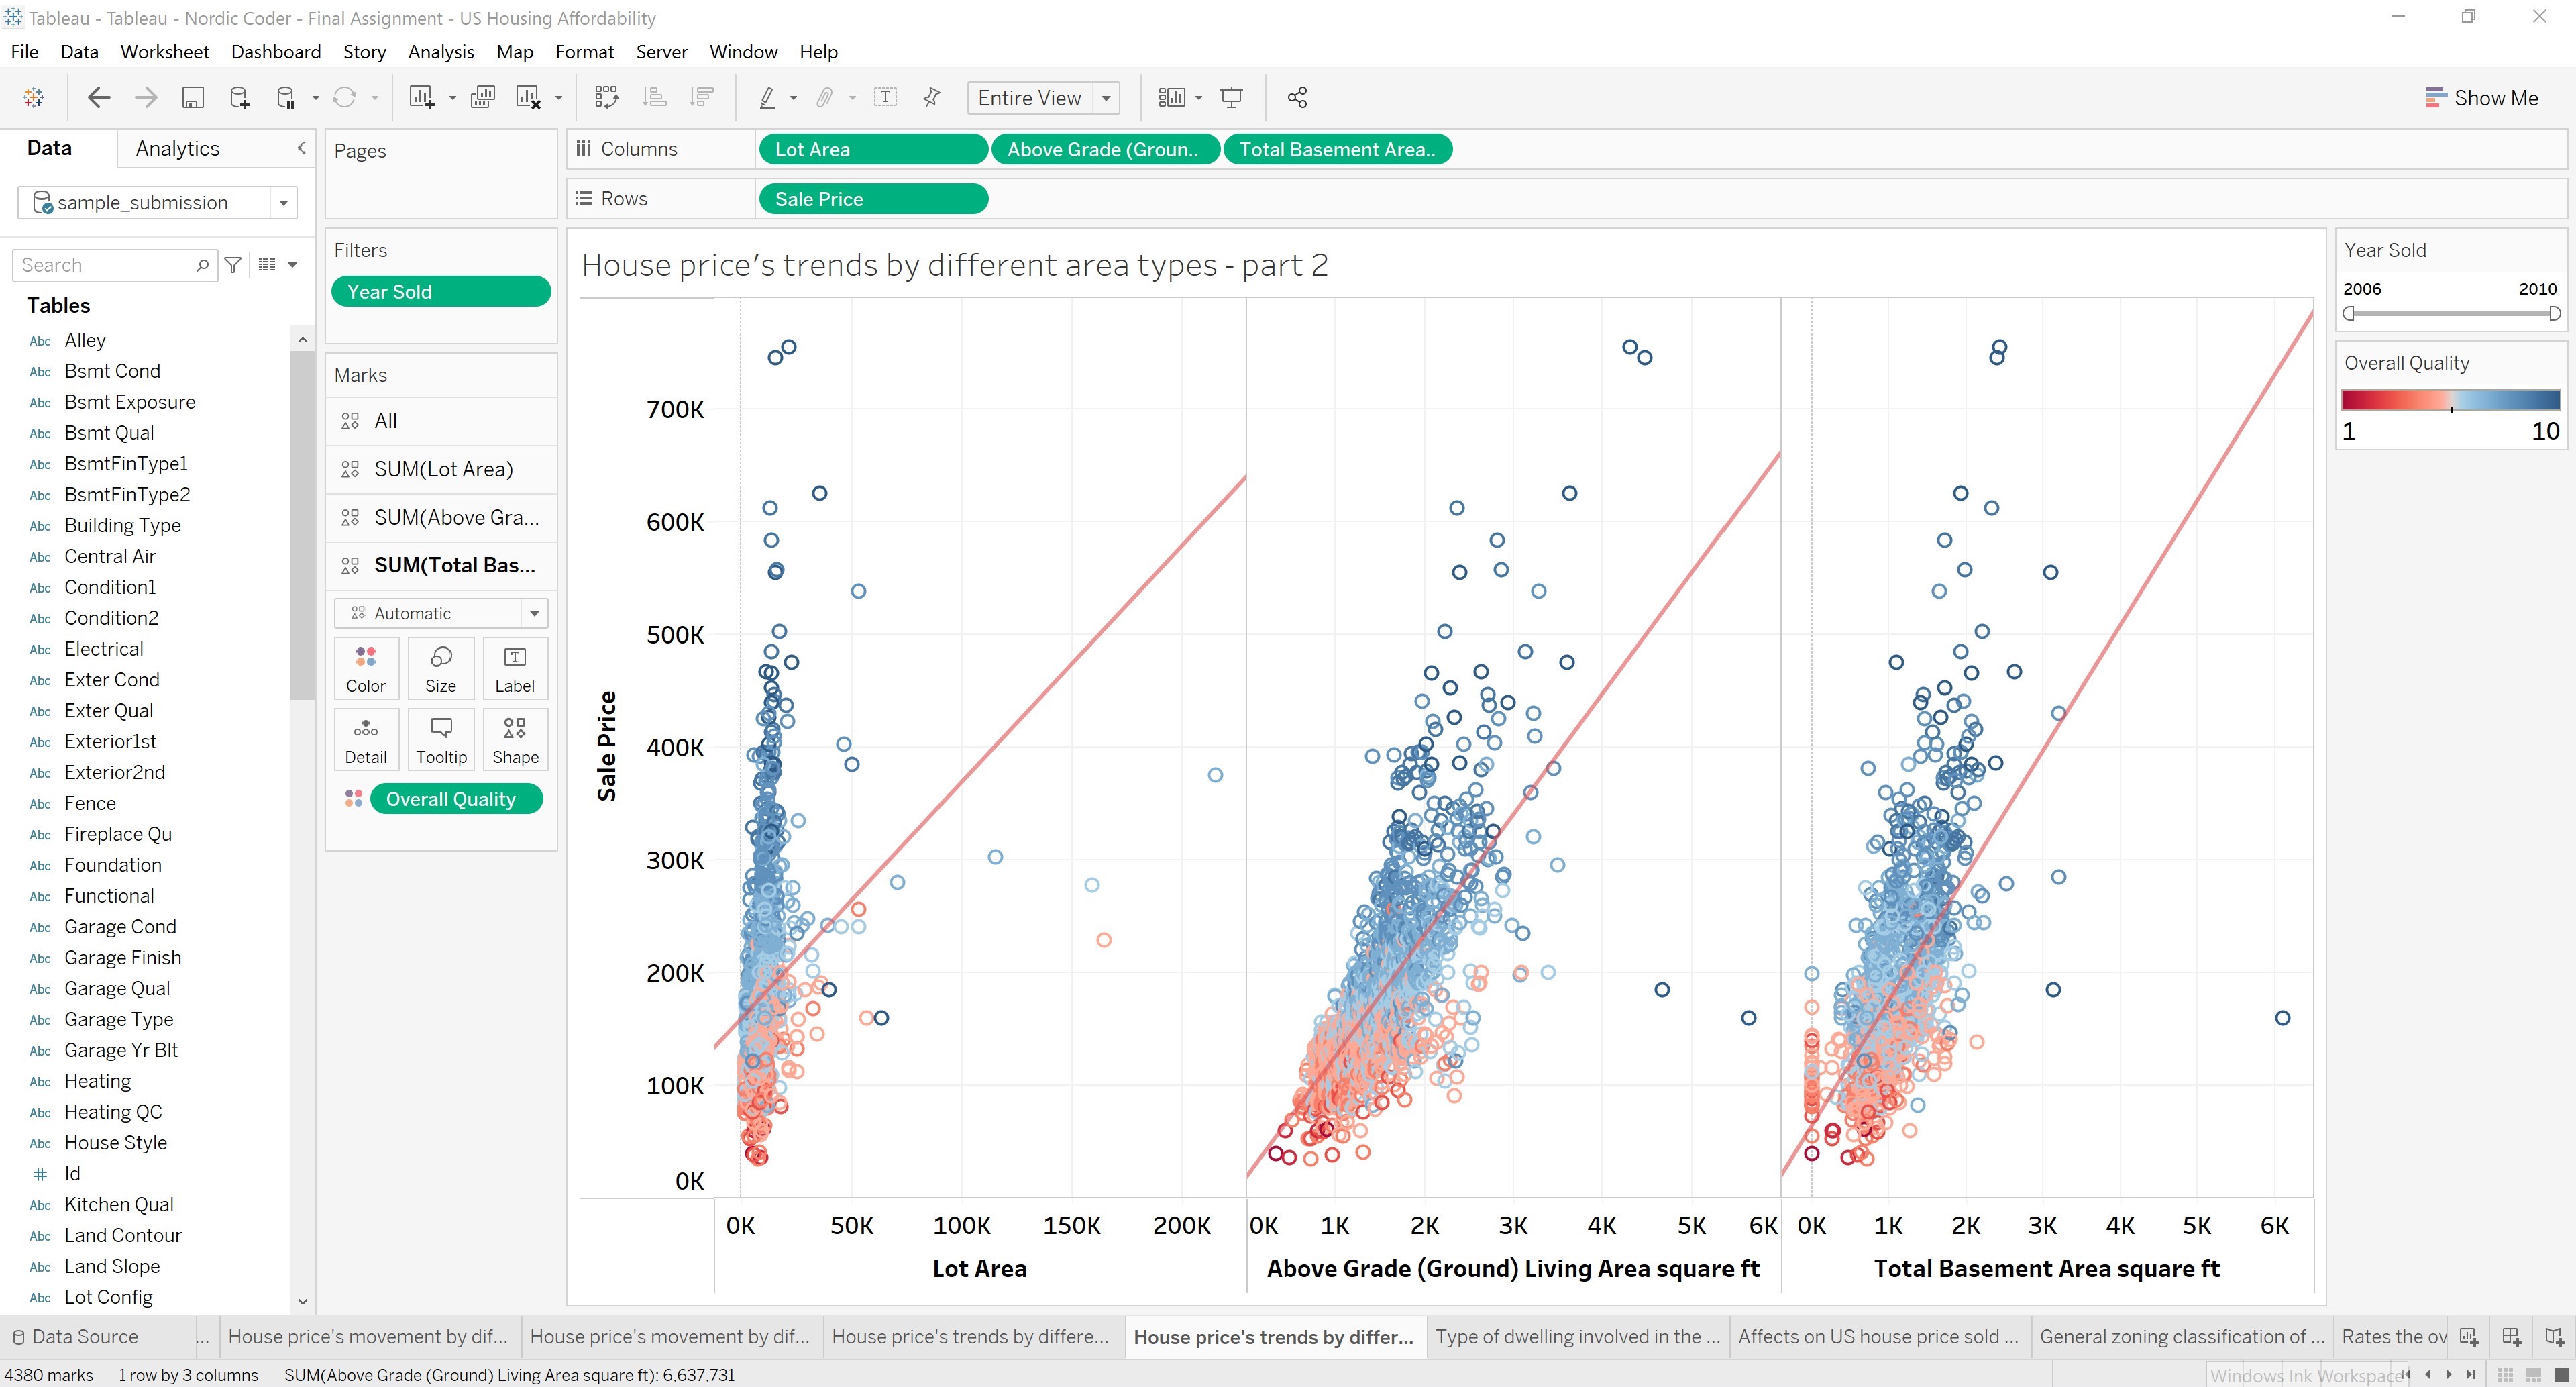 Tableau - Tableau - Nordic Coder - Final Assignment - US Housing Affordability
File Data Worksheet Dashboard Story Analysis Map Format Server Window Help
Entire View
Show Me
Data Analytics
sample_submission
Search
Tables
Abc Alley
Abc Bsmt Cond
Abc Bsmt Exposure
Abc Bsmt Qual
Abc BsmtFinType1
Abc BsmtFinType2
Abc Building Type
Abc Central Air
Abc Condition1
Abc Condition2
Abc Electrical
Abc Exter Cond
Abc Exter Qual
Abc Exterior1st
Abc Exterior2nd
Abc Fence
Abc Fireplace Qu
Abc Foundation
Abc Functional
Abc Garage Cond
Abc Garage Finish
Abc Garage Qual
Abc Garage Type
Abc Garage Yr Blt
Abc Heating
Abc Heating QC
Abc House Style
# Id
Abc Kitchen Qual
Abc Land Contour
Abc Land Slope
Abc Lot Config
Pages
Filters
Year Sold
Marks
All
SUM(Lot Area)
SUM(Above Gra...
SUM(Total Bas...
Automatic
Color Size Label
Detail Tooltip Shape
Overall Quality
Columns Lot Area Above Grade (Groun.. Total Basement Area..
Rows Sale Price
House price's trends by different area types - part 2
Sale Price
700K
600K
500K
400K
300K
200K
100K
0K
0K 50K 100K 150K 200K 0K 1K 2K 3K 4K 5K 6K 0K 1K 2K 3K 4K 5K 6K
Lot Area Above Grade (Ground) Living Area square ft Total Basement Area square ft
Year Sold
2006 2010
Overall Quality
1 10
Data Source ... House price's movement by dif... House price's movement by dif... House price's trends by differe... House price's trends by differ... Type of dwelling involved in the ... Affects on US house price sold ... General zoning classification of ... Rates the ov
4380 marks 1 row by 3 columns SUM(Above Grade (Ground) Living Area square ft): 6,637,731 Windows Ink Workspace